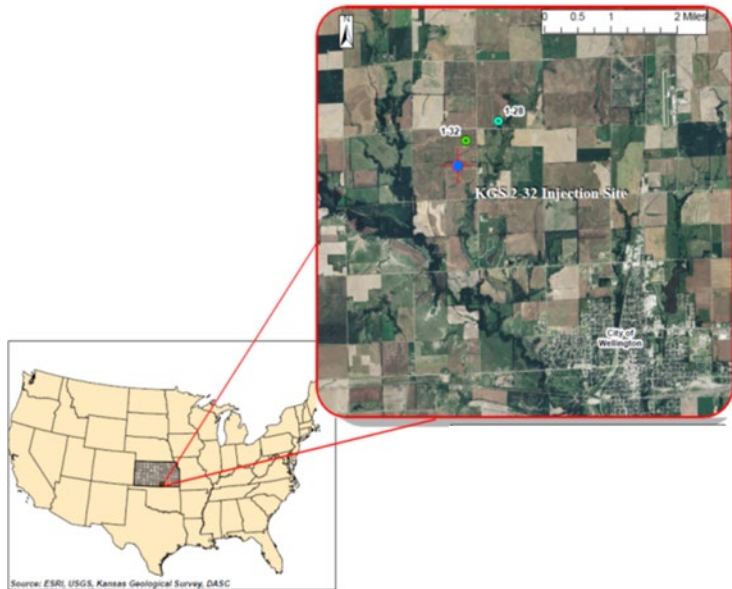 N
0 0.5 1 2 Miles
1-28
1-32
KGS 2-32 Injection Site
City of
Wellington
Source: ESRI, USGS, Kansas Geological Survey, DASC